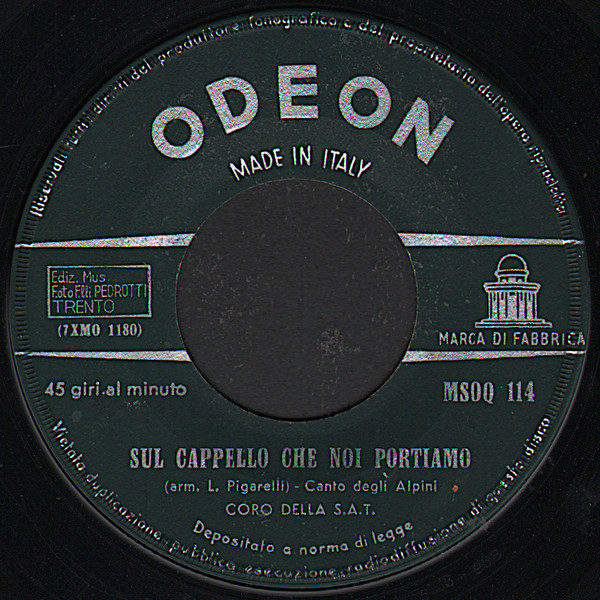 Riservati tutti i diritti del produttore fonografico e del proprietario dell'opera riprodotta
ODEON
MADE IN ITALY
Ediz. Mus.
Foto F.lli PEDROTTI
TRENTO
(7XMO 1180)
MARCA DI FABBRICA
45 giri al minuto
MSOQ 114
SUL CAPPELLO CHE NOI PORTIAMO
(arm. L. Pigarelli) - Canto degli Alpini
CORO DELLA S.A.T.
Depositato a norma di legge
Vietata duplicazione, pubblica esecuzione, radiodiffusione di questo disco